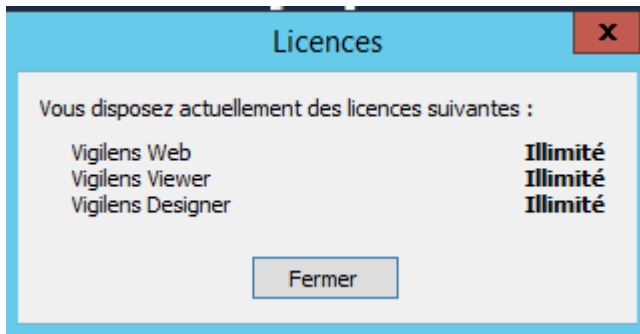 Licences
x
Vous disposez actuellement des licences suivantes :
Vigilens Web Illimité
Vigilens Viewer Illimité
Vigilens Designer Illimité
Fermer